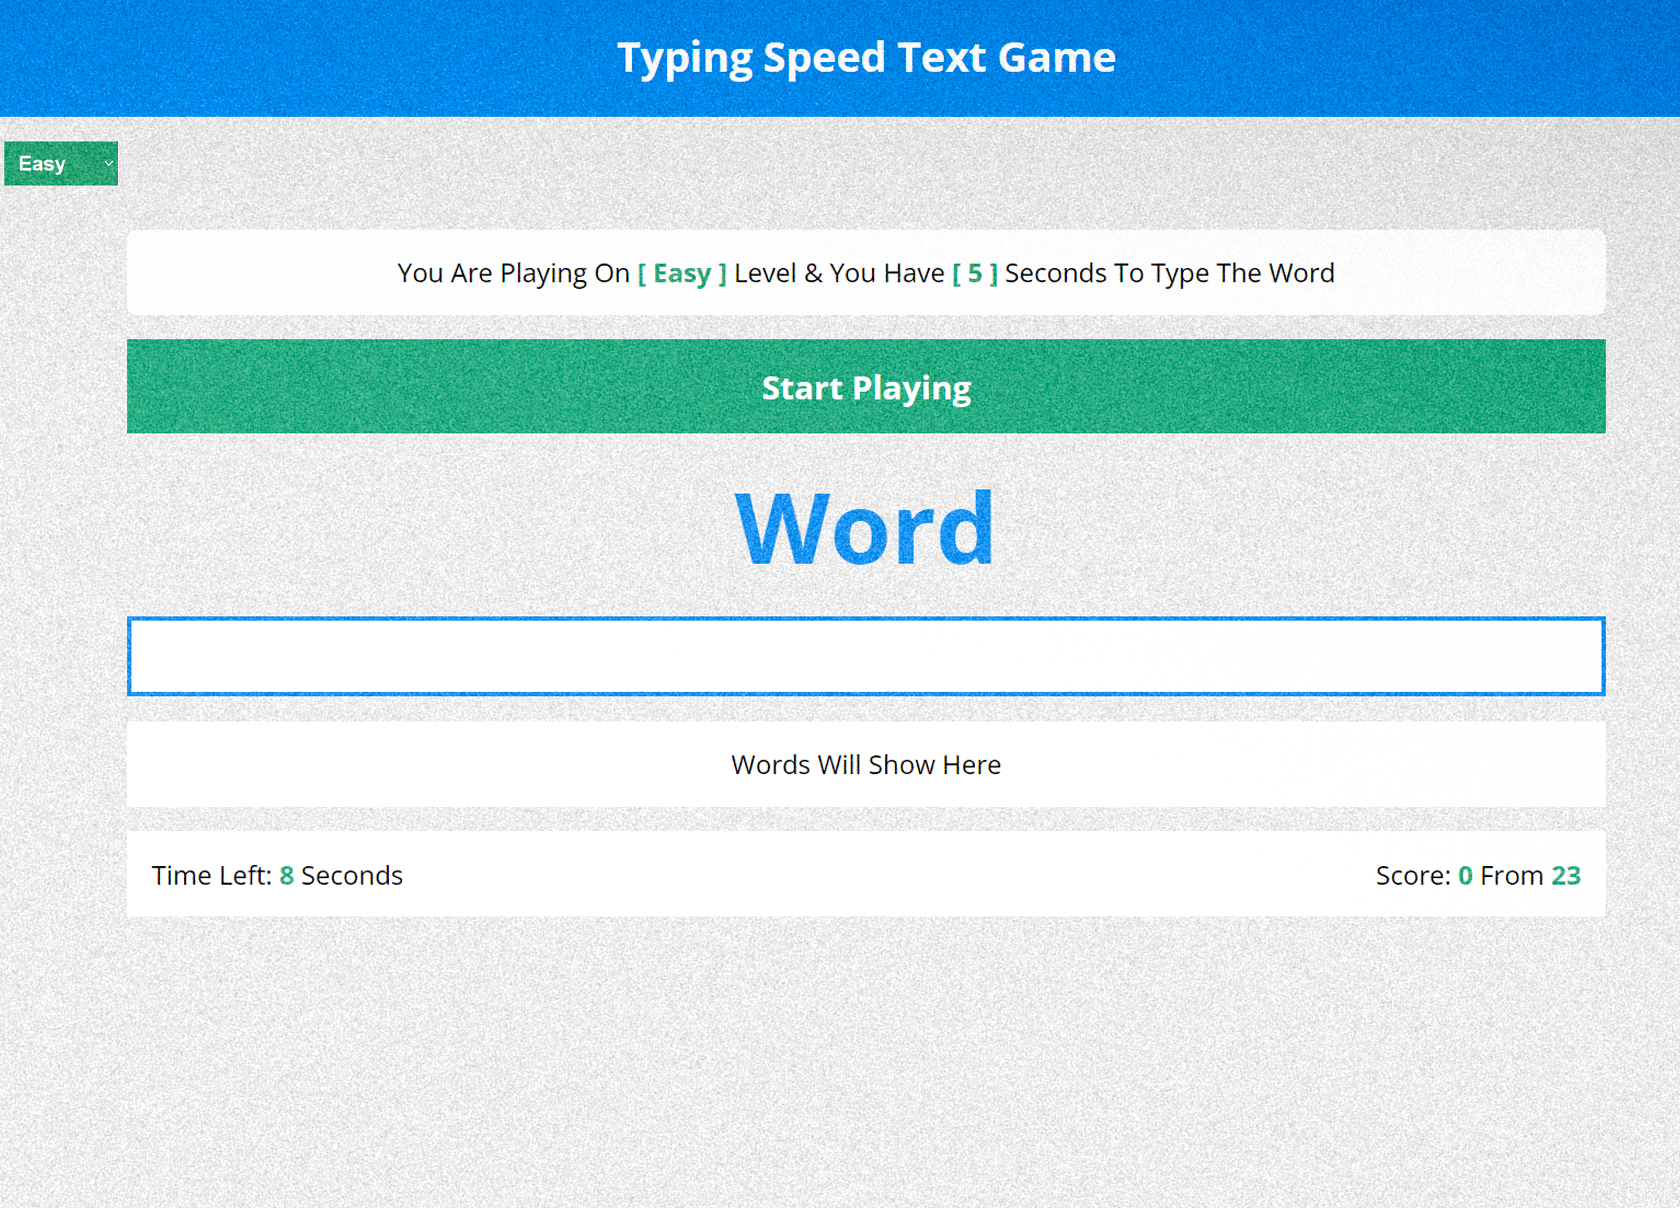 Typing Speed Text Game
Easy
You Are Playing On [ Easy ] Level & You Have [ 5 ] Seconds To Type The Word
Start Playing
Word
Words Will Show Here
Time Left: 8 Seconds
Score: 0 From 23